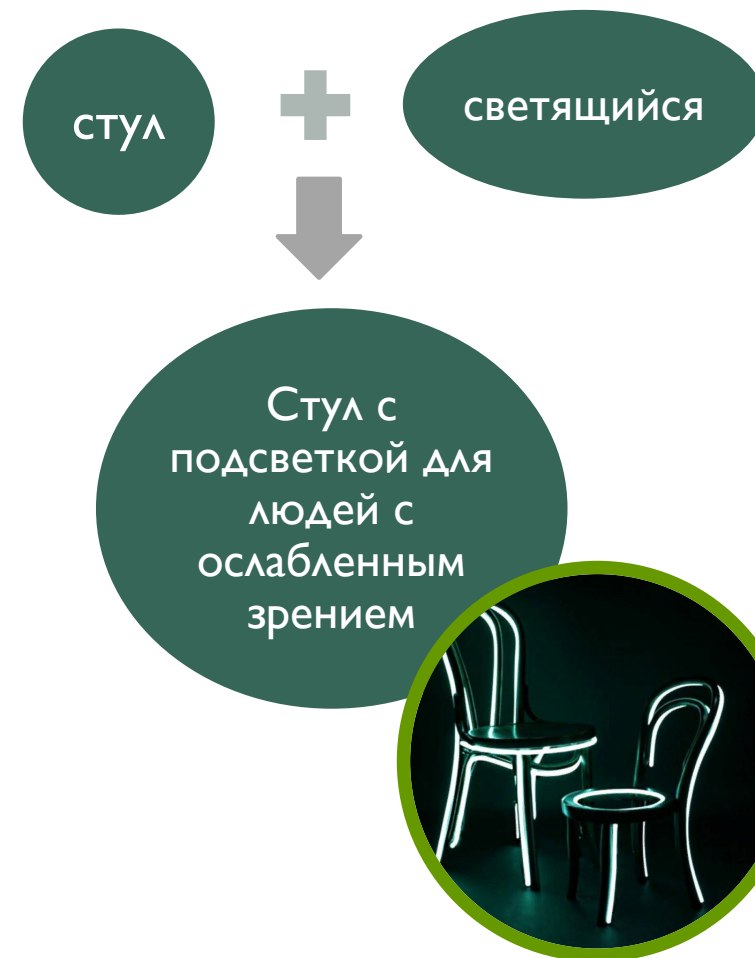 стул
светящийся
Стул с
подсветкой для
людей с
ослабленным
зрением